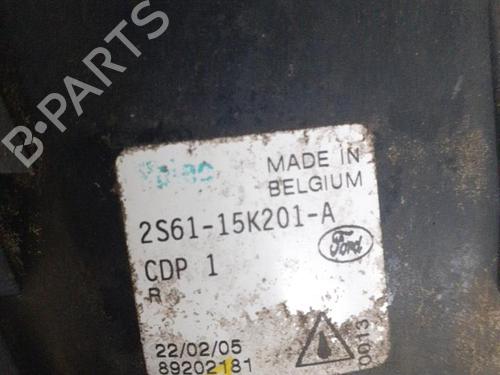 B-PARTS
MADE IN
BELGIUM
2S61-15K201-A
Ford
CDP 1
R
22/02/05
89202181
0013